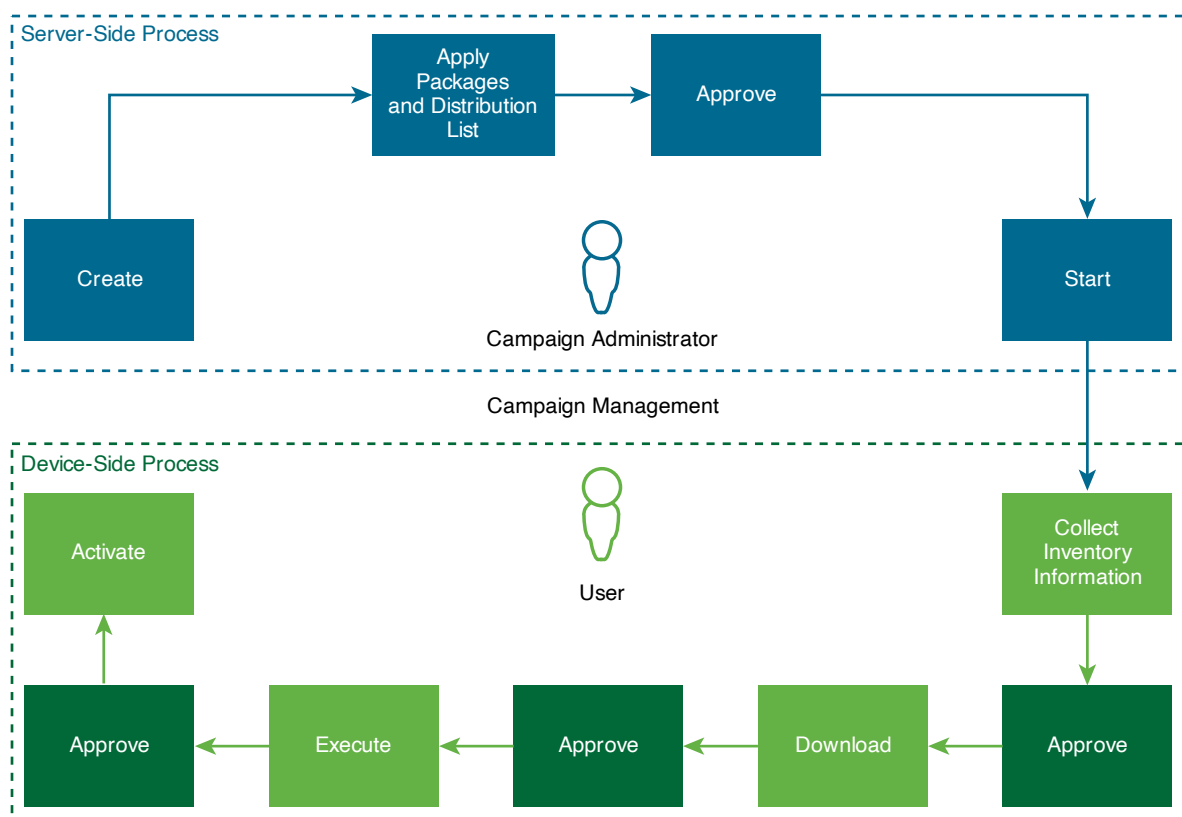 Server-Side Process
Apply
Packages
and Distribution
List
Approve
Create
Start
Campaign Administrator
Campaign Management
Device-Side Process
Activate
Collect
Inventory
Information
User
Approve
Execute
Approve
Download
Approve